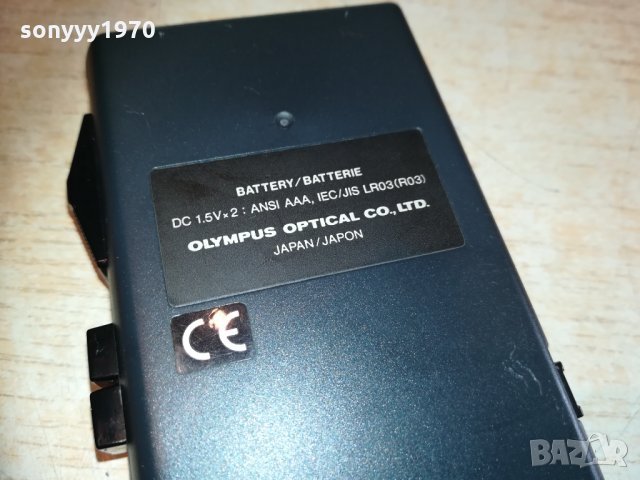 sonyyy1970
BATTERY/BATTERIE
DC 1.5V×2 : ANSI AAA, IEC/JIS LR03(R03)
OLYMPUS OPTICAL CO., LTD.
JAPAN/JAPON
CE
BAZAR